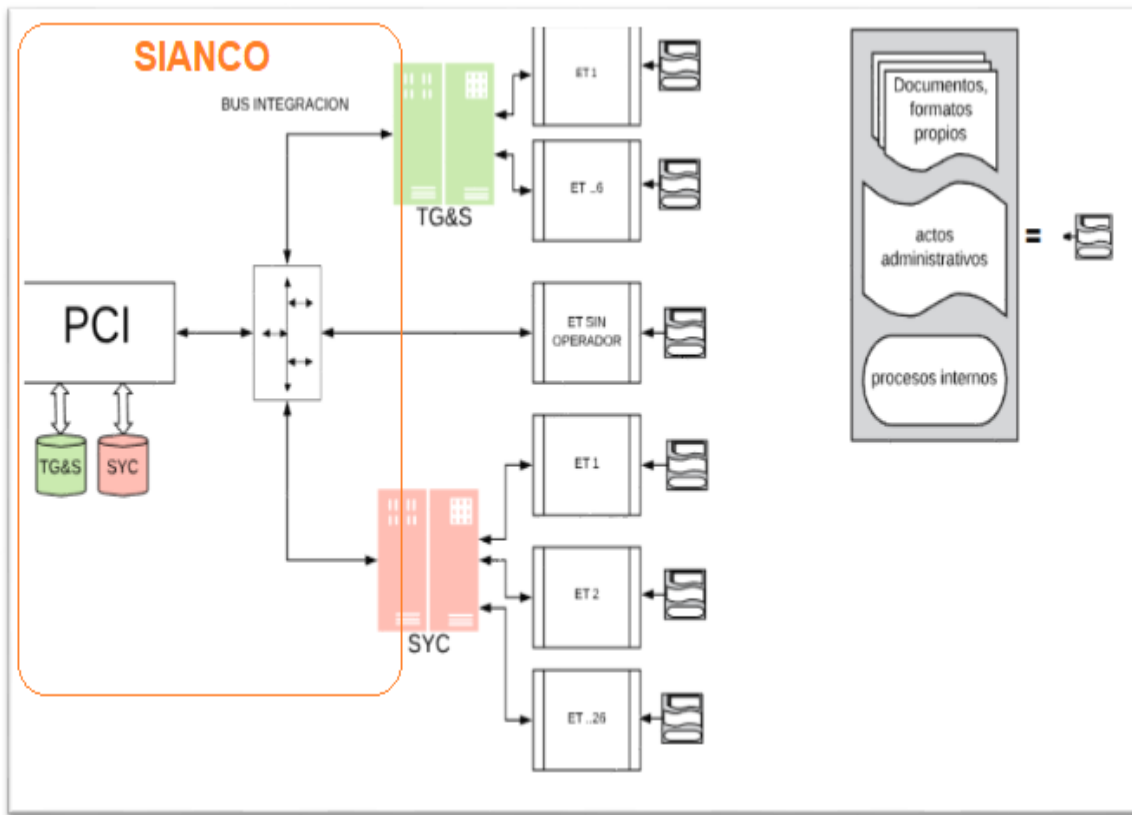 SIANCO
BUS INTEGRACION
PCI
TG&S
SYC
TG&S
ET 1
ET ..6
ET SIN
OPERADOR
SYC
ET 1
ET 2
ET ..26
Documentos,
formatos
propios
actos
administrativos
procesos internos
=